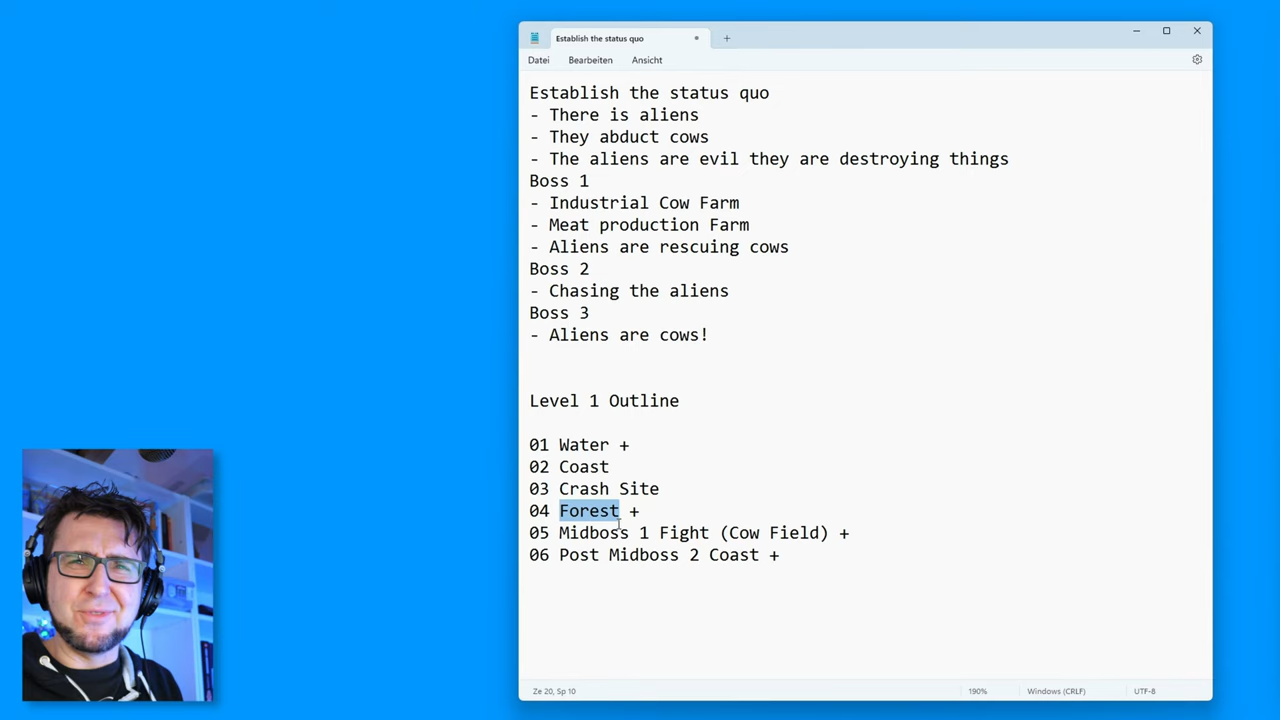 Establish the status quo
Datei Bearbeiten Ansicht
Establish the status quo
- There is aliens
- They abduct cows
- The aliens are evil they are destroying things
Boss 1
- Industrial Cow Farm
- Meat production Farm
- Aliens are rescuing cows
Boss 2
- Chasing the aliens
Boss 3
- Aliens are cows!
Level 1 Outline
01 Water +
02 Coast
03 Crash Site
04 Forest +
05 Midboss 1 Fight (Cow Field) +
06 Post Midboss 2 Coast +
Ze 20, Sp 10 190% Windows (CRLF) UTF-8